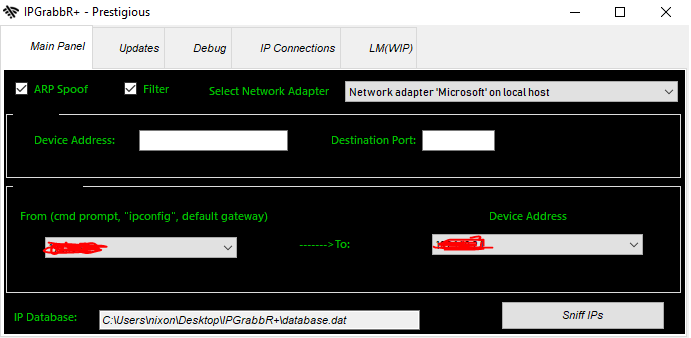 IPGrabbR+ - Prestigious
Main Panel Updates Debug IP Connections LM(WIP)
ARP Spoof Filter Select Network Adapter Network adapter 'Microsoft' on local host
Device Address: Destination Port:
From (cmd prompt, "ipconfig", default gateway) Device Address
------->To:
IP Database: C:\Users\nixon\Desktop\IPGrabbR+\database.dat Sniff IPs